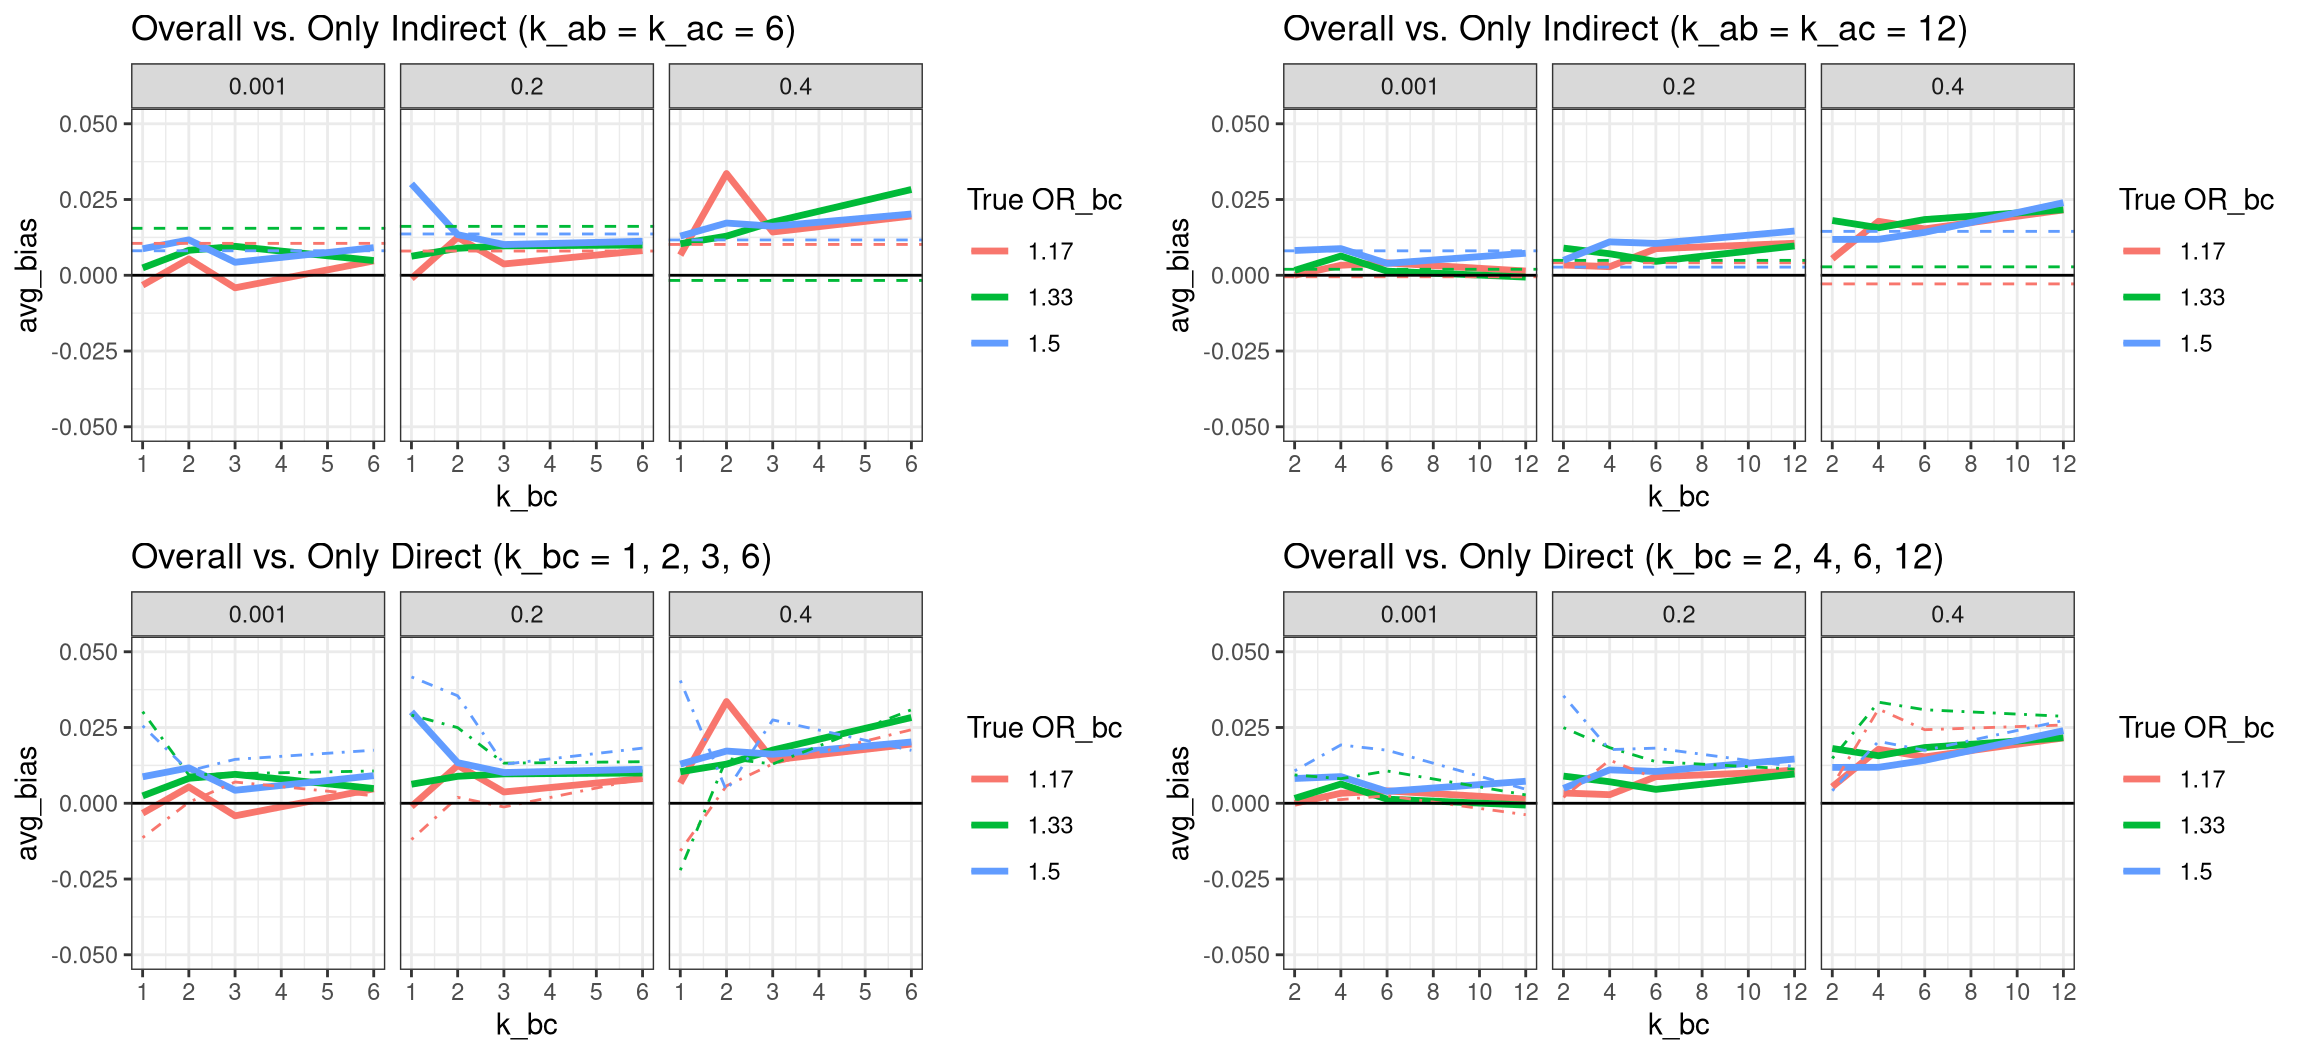 Overall vs. Only Indirect (k_ab = k_ac = 6)
0.001 0.2 0.4
0.050
0.025
0.000
-0.025
-0.050
avg_bias
1 2 3 4 5 6 1 2 3 4 5 6 1 2 3 4 5 6
k_bc
True OR_bc
1.17
1.33
1.5
Overall vs. Only Indirect (k_ab = k_ac = 12)
0.001 0.2 0.4
0.050
0.025
0.000
-0.025
-0.050
avg_bias
2 4 6 8 10 12 2 4 6 8 10 12 2 4 6 8 10 12
k_bc
True OR_bc
1.17
1.33
1.5
Overall vs. Only Direct (k_bc = 1, 2, 3, 6)
0.001 0.2 0.4
0.050
0.025
0.000
-0.025
-0.050
avg_bias
1 2 3 4 5 6 1 2 3 4 5 6 1 2 3 4 5 6
k_bc
True OR_bc
1.17
1.33
1.5
Overall vs. Only Direct (k_bc = 2, 4, 6, 12)
0.001 0.2 0.4
0.050
0.025
0.000
-0.025
-0.050
avg_bias
2 4 6 8 10 12 2 4 6 8 10 12 2 4 6 8 10 12
k_bc
True OR_bc
1.17
1.33
1.5